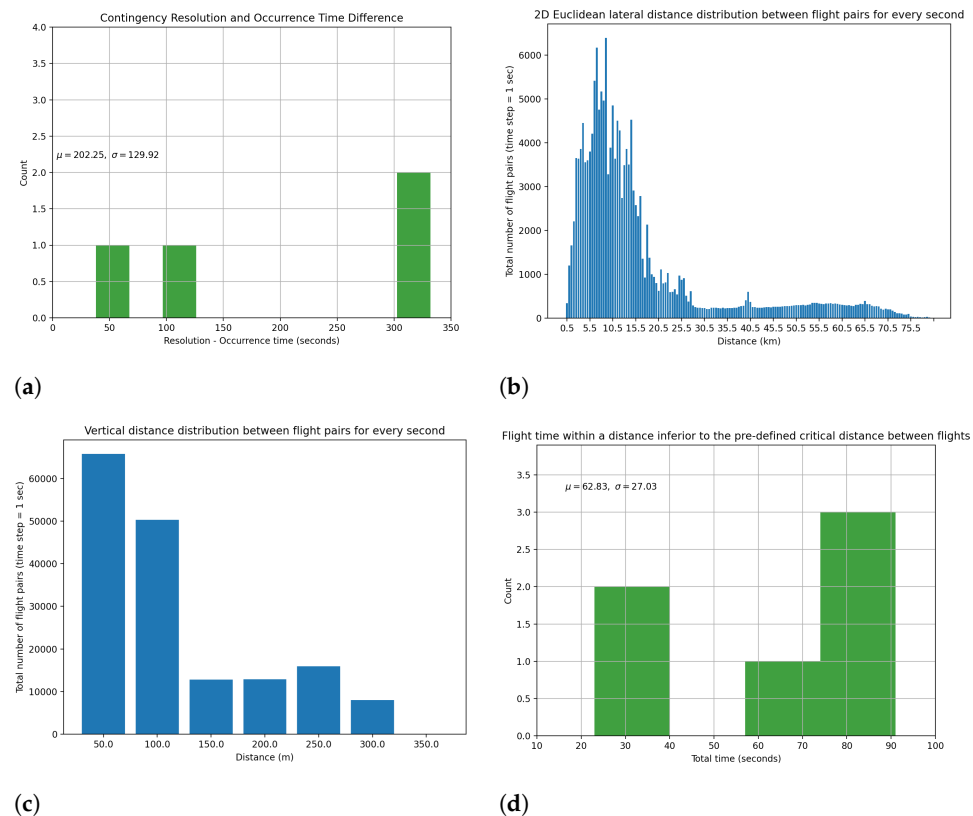 Contingency Resolution and Occurrence Time Difference
4.0
3.5
3.0
2.5
2.0
1.5
1.0
0.5
0.0
Count
μ = 202.25, σ = 129.92
0 50 100 150 200 250 300 350
Resolution - Occurrence time (seconds)
(a)
2D Euclidean lateral distance distribution between flight pairs for every second
6000
5000
4000
3000
2000
1000
0
Total number of flight pairs (time step = 1 sec)
0.5 5.5 10.5 15.5 20.5 25.5 30.5 35.5 40.5 45.5 50.5 55.5 60.5 65.5 70.5 75.5
Distance (km)
(b)
Vertical distance distribution between flight pairs for every second
60000
50000
40000
30000
20000
10000
0
Total number of flight pairs (time step = 1 sec)
50.0 100.0 150.0 200.0 250.0 300.0 350.0
Distance (m)
(c)
Flight time within a distance inferior to the pre-defined critical distance between flights
3.5
3.0
2.5
2.0
1.5
1.0
0.5
0.0
Count
μ = 62.83, σ = 27.03
10 20 30 40 50 60 70 80 90 100
Total time (seconds)
(d)